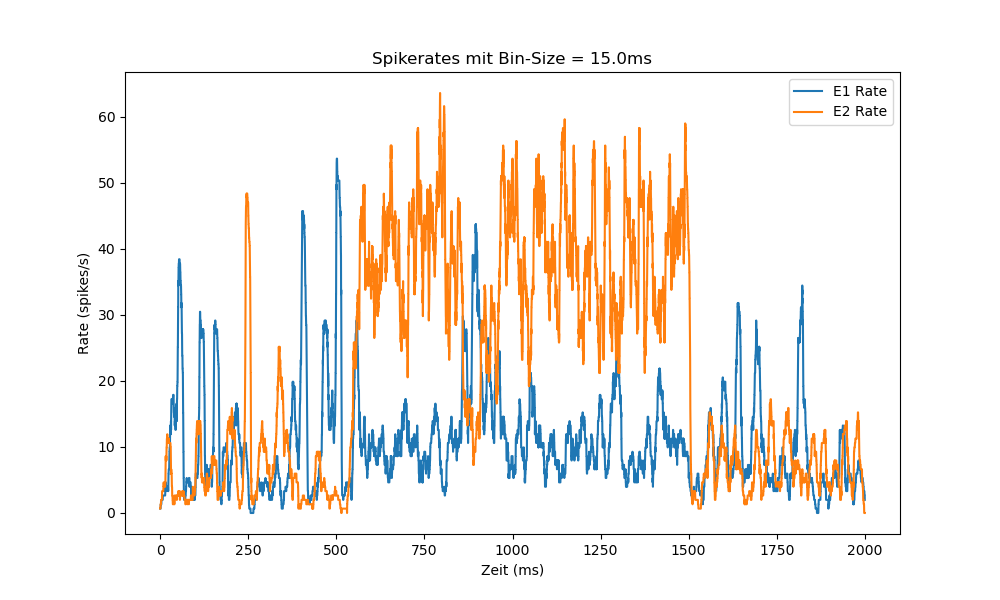 Spikerates mit Bin-Size = 15.0ms
E1 Rate
E2 Rate
Rate (spikes/s)
60
50
40
30
20
10
0
0 250 500 750 1000 1250 1500 1750 2000
Zeit (ms)